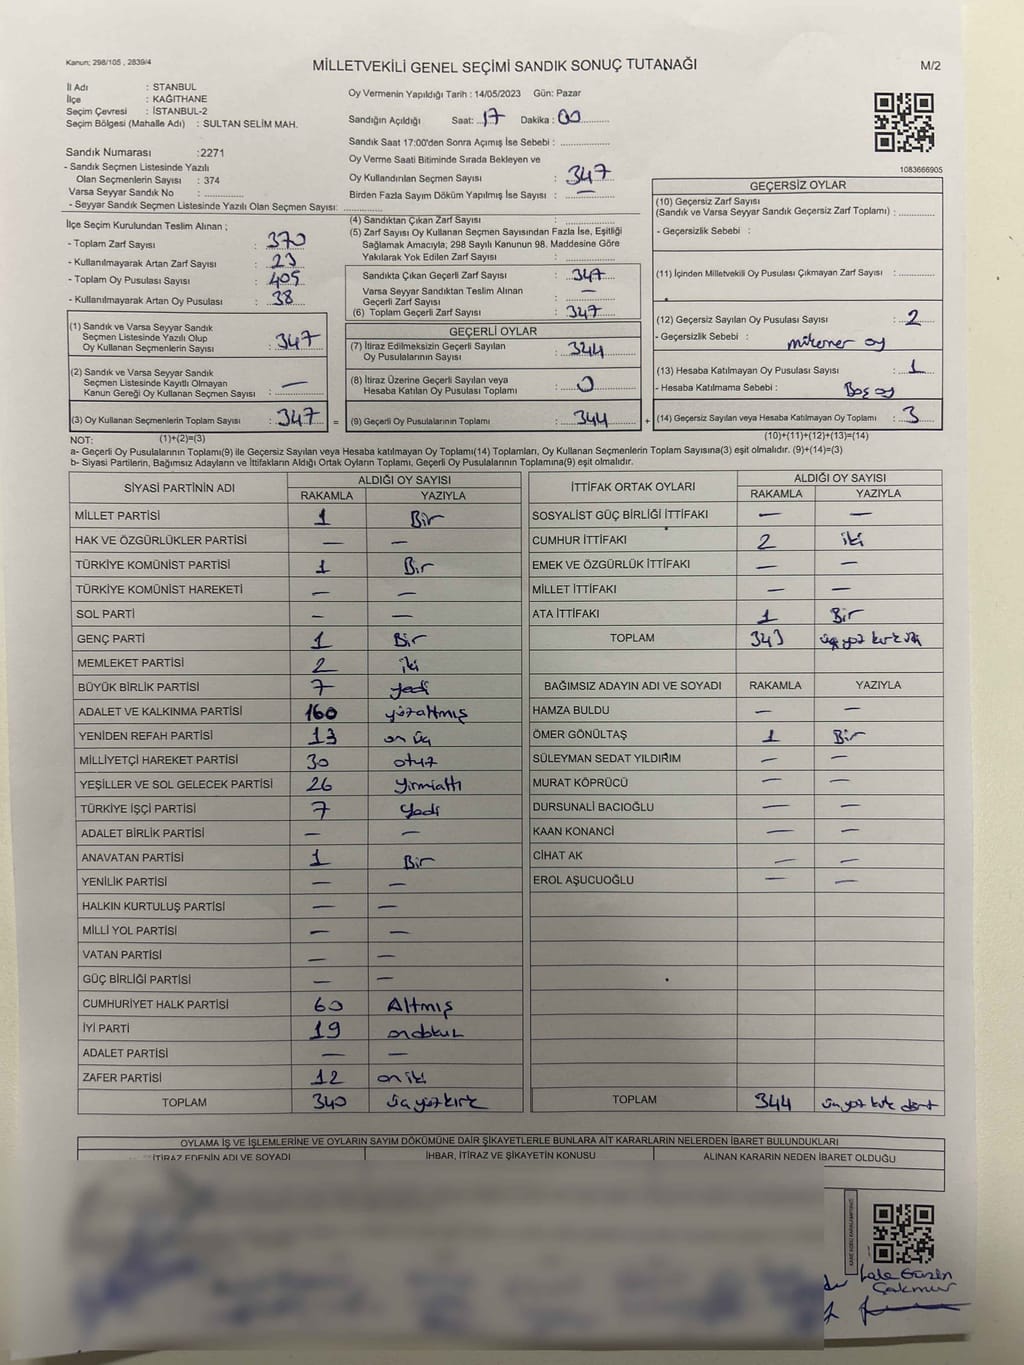 Kanun; 298/105 , 2839/4
MİLLETVEKİLİ GENEL SEÇİMİ SANDIK SONUÇ TUTANAĞI
M/2
İl Adı : STANBUL
İlçe : KAĞITHANE
Seçim Çevresi : İSTANBUL-2
Seçim Bölgesi (Mahalle Adı) : SULTAN SELİM MAH.
Oy Vermenin Yapıldığı Tarih : 14/05/2023 Gün: Pazar
Sandığın Açıldığı Saat: 17 Dakika : 00
Sandık Saat 17:00'den Sonra Açımış İse Sebebi :
Oy Verme Saati Bitiminde Sırada Bekleyen ve
Oy Kullandırılan Seçmen Sayısı : 347
Birden Fazla Sayım Döküm Yapılmış İse Sayısı : —
1083666905
Sandık Numarası :2271
- Sandık Seçmen Listesinde Yazılı
Olan Seçmenlerin Sayısı : 374
Varsa Seyyar Sandık No :
- Seyyar Sandık Seçmen Listesinde Yazılı Olan Seçmen Sayısı:
İlçe Seçim Kurulundan Teslim Alınan ;
- Toplam Zarf Sayısı : 370
- Kullanılmayarak Artan Zarf Sayısı : 23
- Toplam Oy Pusulası Sayısı : 405
- Kullanılmayarak Artan Oy Pusulası : 38
(1) Sandık ve Varsa Seyyar Sandık
Seçmen Listesinde Yazılı Olup
Oy Kullanan Seçmenlerin Sayısı : 347
(2) Sandık ve Varsa Seyyar Sandık
Seçmen Listesinde Kayıtlı Olmayan
Kanun Gereği Oy Kullanan Seçmen Sayısı : —
(3) Oy Kullanan Seçmenlerin Toplam Sayısı : 347 =
(1)+(2)=(3)
(4) Sandıktan Çıkan Zarf Sayısı :
(5) Zarf Sayısı Oy Kullanan Seçmen Sayısından Fazla İse, Eşitliği
Sağlamak Amacıyla; 298 Sayılı Kanunun 98. Maddesine Göre
Yakılarak Yok Edilen Zarf Sayısı :
Sandıkta Çıkan Geçerli Zarf Sayısı : 347
Varsa Seyyar Sandıktan Teslim Alınan
Geçerli Zarf Sayısı : —
(6) Toplam Geçerli Zarf Sayısı : 347
GEÇERLİ OYLAR
(7) İtiraz Edilmeksizin Geçerli Sayılan
Oy Pusulalarının Sayısı : 344
(8) İtiraz Üzerine Geçerli Sayılan veya
Hesaba Katılan Oy Pusulası Toplamı : 0
(9) Geçerli Oy Pusulalarının Toplamı : 344 +
GEÇERSİZ OYLAR
(10) Geçersiz Zarf Sayısı
(Sandık ve Varsa Seyyar Sandık Geçersiz Zarf Toplamı) :
- Geçersizlik Sebebi :
(11) İçinden Milletvekili Oy Pusulası Çıkmayan Zarf Sayısı :
(12) Geçersiz Sayılan Oy Pusulası Sayısı : 2
- Geçersizlik Sebebi : mükerrer oy
(13) Hesaba Katılmayan Oy Pusulası Sayısı : 1
- Hesaba Katılmama Sebebi : Boş oy
(14) Geçersiz Sayılan veya Hesaba Katılmayan Oy Toplamı : 3
(10)+(11)+(12)+(13)=(14)
NOT:
a- Geçerli Oy Pusulalarının Toplamı(9) ile Geçersiz Sayılan veya Hesaba katılmayan Oy Toplamı(14) Toplamları, Oy Kullanan Seçmenlerin Toplam Sayısına(3) eşit olmalıdır. (9)+(14)=(3)
b- Siyasi Partilerin, Bağımsız Adayların ve İttifakların Aldığı Ortak Oyların Toplamı, Geçerli Oy Pusulalarının Toplamına(9) eşit olmalıdır.
SİYASİ PARTİNİN ADI ALDIĞI OY SAYISI
RAKAMLA YAZIYLA
MİLLET PARTİSİ 1 Bir
HAK VE ÖZGÜRLÜKLER PARTİSİ — —
TÜRKİYE KOMÜNİST PARTİSİ 1 Bir
TÜRKİYE KOMÜNİST HAREKETİ — —
SOL PARTİ — —
GENÇ PARTİ 1 Bir
MEMLEKET PARTİSİ 2 iki
BÜYÜK BİRLİK PARTİSİ 7 yedi
ADALET VE KALKINMA PARTİSİ 160 yüzaltmış
YENİDEN REFAH PARTİSİ 13 on üç
MİLLİYETÇİ HAREKET PARTİSİ 30 otuz
YEŞİLLER VE SOL GELECEK PARTİSİ 26 Yirmialtı
TÜRKİYE İŞÇİ PARTİSİ 7 Yedi
ADALET BİRLİK PARTİSİ — —
ANAVATAN PARTİSİ 1 Bir
YENİLİK PARTİSİ — —
HALKIN KURTULUŞ PARTİSİ — —
MİLLİ YOL PARTİSİ — —
VATAN PARTİSİ — —
GÜÇ BİRLİĞİ PARTİSİ — —
CUMHURİYET HALK PARTİSİ 60 Altmış
İYİ PARTİ 19 ondokuz
ADALET PARTİSİ — —
ZAFER PARTİSİ 12 on iki
TOPLAM 340 üçyüzkırk
İTTİFAK ORTAK OYLARI ALDIĞI OY SAYISI
RAKAMLA YAZIYLA
SOSYALİST GÜÇ BİRLİĞİ İTTİFAKI — —
CUMHUR İTTİFAKI 2 iki
EMEK VE ÖZGÜRLÜK İTTİFAKI — —
MİLLET İTTİFAKI — —
ATA İTTİFAKI 1 Bir
TOPLAM 343 üçyüz kırk üç
BAĞIMSIZ ADAYIN ADI VE SOYADI RAKAMLA YAZIYLA
HAMZA BULDU — —
ÖMER GÖNÜLTAŞ 1 Bir
SÜLEYMAN SEDAT YILDIRIM — —
MURAT KÖPRÜCÜ — —
DURSUNALİ BACIOĞLU — —
KAAN KONANCİ — —
CİHAT AK — —
EROL AŞUCUOĞLU — —
TOPLAM 344 üçyüz kırk dört
OYLAMA İŞ VE İŞLEMLERİNE VE OYLARIN SAYIM DÖKÜMÜNE DAİR ŞİKAYETLERLE BUNLARA AİT KARARLARIN NELERDEN İBARET BULUNDUKLARI
İTİRAZ EDENİN ADI VE SOYADI İHBAR, İTİRAZ VE ŞİKAYETİN KONUSU ALINAN KARARIN NEDEN İBARET OLDUĞU